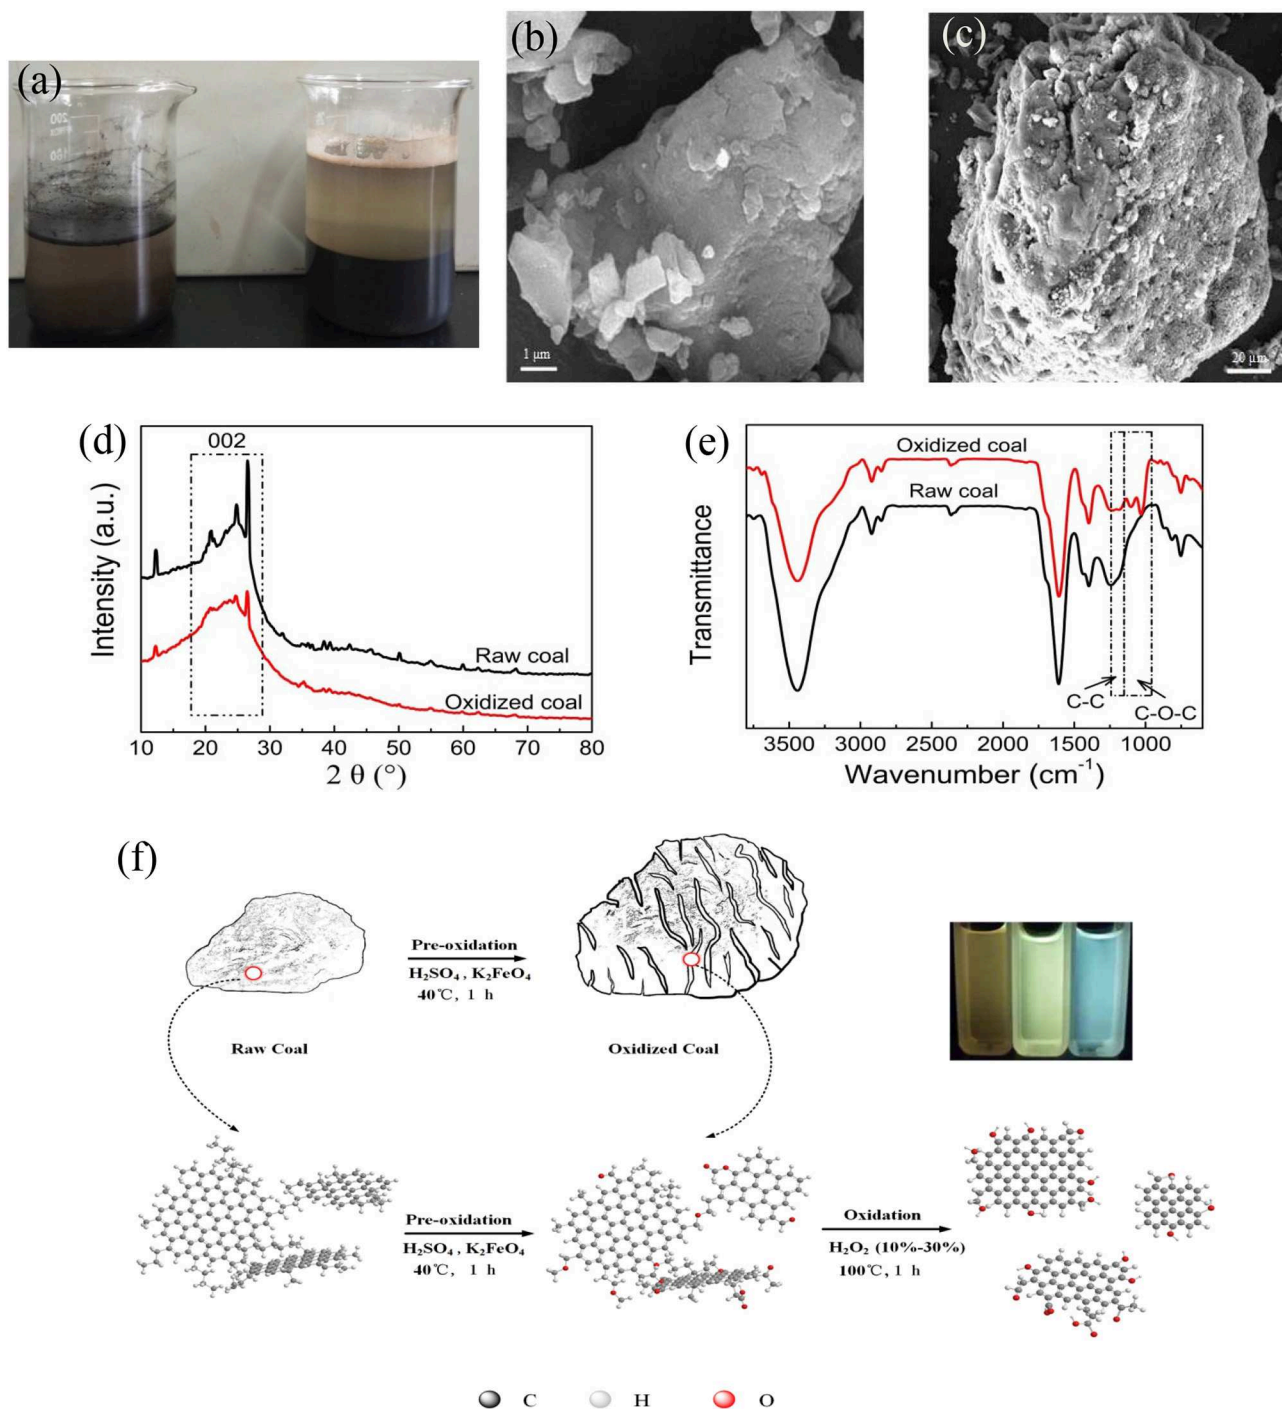 (a)
200
(b)
1 μm
(c)
20 μm
(d)
002
Intensity (a.u.)
Raw coal
Oxidized coal
10 20 30 40 50 60 70 80
2 θ (°)
(e)
Oxidized coal
Raw coal
Transmittance
C-C
C-O-C
3500 3000 2500 2000 1500 1000
Wavenumber (cm⁻¹)
(f)
Pre-oxidation
H₂SO₄, K₂FeO₄
40℃, 1 h
Raw Coal
Oxidized Coal
Pre-oxidation
H₂SO₄, K₂FeO₄
40℃, 1 h
Oxidation
H₂O₂ (10%-30%)
100℃, 1 h
C
H
O